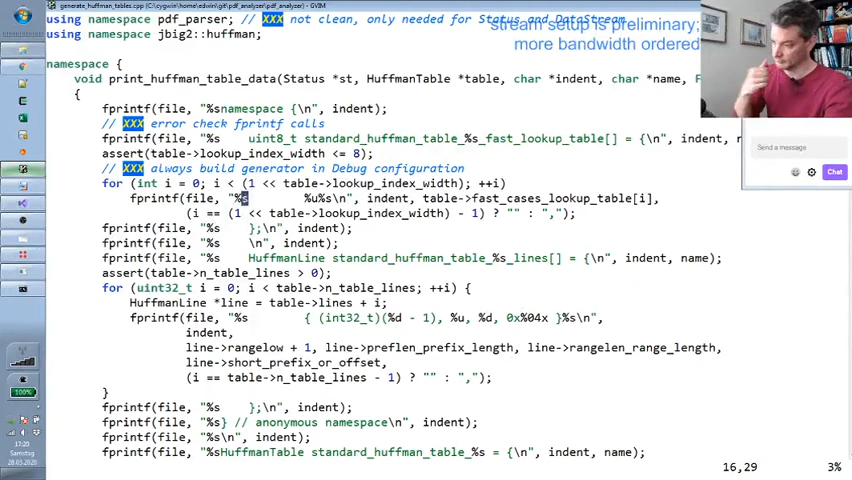 generate_huffman_tables.cpp (C:\cygwin\home\edwin\git\pdf_analyzer\pdf_analyzer) - GVIM
using namespace pdf_parser; // XXX not clean, only needed for Status and DataStream
stream setup is preliminary;
using namespace jbig2::huffman;
more bandwidth ordered
namespace {
void print_huffman_table_data(Status *st, HuffmanTable *table, char *indent, char *name, F
{
fprintf(file, "%snamespace {\n", indent);
// XXX error check fprintf calls
fprintf(file, "%s    uint8_t standard_huffman_table_%s_fast_lookup_table[] = {\n", indent, n
assert(table->lookup_index_width <= 8);
// XXX always build generator in Debug configuration
for (int i = 0; i < (1 << table->lookup_index_width); ++i)
fprintf(file, "%s        %u%s\n", indent, table->fast_cases_lookup_table[i],
(i == (1 << table->lookup_index_width) - 1) ? "" : ",");
fprintf(file, "%s    };\n", indent);
fprintf(file, "%s    \n", indent);
fprintf(file, "%s    HuffmanLine standard_huffman_table_%s_lines[] = {\n", indent, name);
assert(table->n_table_lines > 0);
for (uint32_t i = 0; i < table->n_table_lines; ++i) {
HuffmanLine *line = table->lines + i;
fprintf(file, "%s        { (int32_t)(%d - 1), %u, %d, 0x%04x }%s\n",
indent,
line->rangelow + 1, line->preflen_prefix_length, line->rangelen_range_length,
line->short_prefix_or_offset,
(i == table->n_table_lines - 1) ? "" : ",");
}
fprintf(file, "%s    };\n", indent);
fprintf(file, "%s} // anonymous namespace\n", indent);
fprintf(file, "%s\n", indent);
fprintf(file, "%sHuffmanTable standard_huffman_table_%s = {\n", indent, name);
16,29
3%
Send a message
Chat
100%
17:20
Samstag
28.03.2020